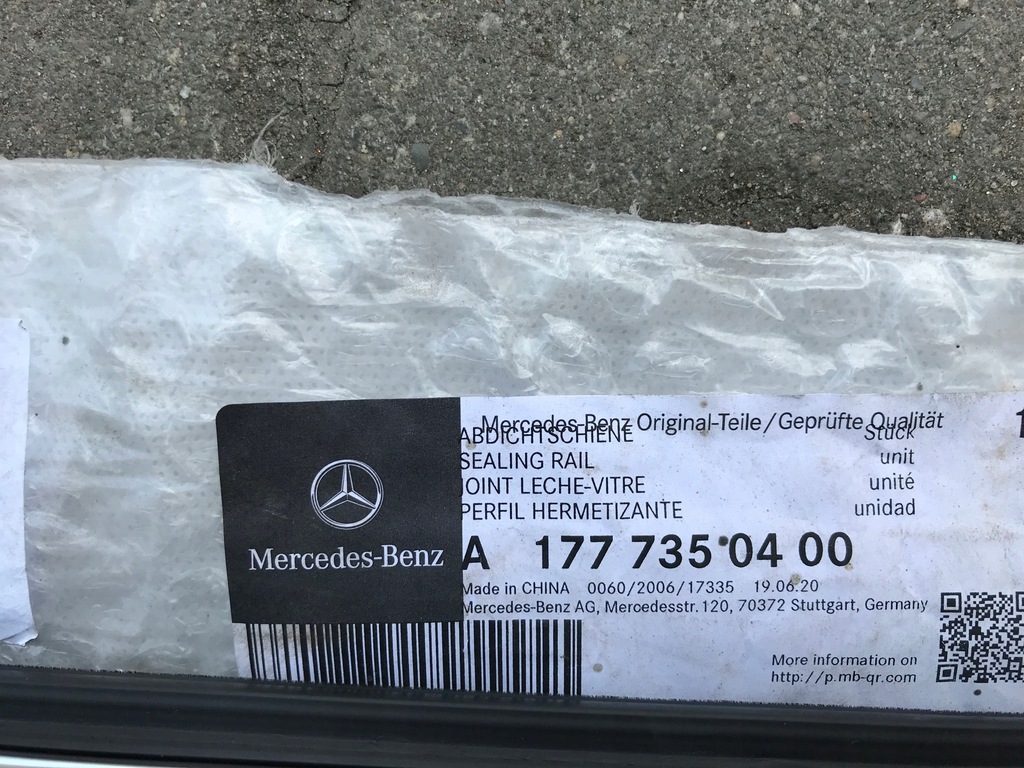 Mercedes-Benz Original-Teile/Geprüfte Qualität
ABDICHTSCHIENE Stück
SEALING RAIL unit
JOINT LECHE-VITRE unité
PERFIL HERMETIZANTE unidad
Mercedes-Benz
A 177 735 04 00
Made in CHINA 0060/2006/17335 19.06.20
Mercedes-Benz AG, Mercedesstr. 120, 70372 Stuttgart, Germany
More information on
http://p.mb-qr.com